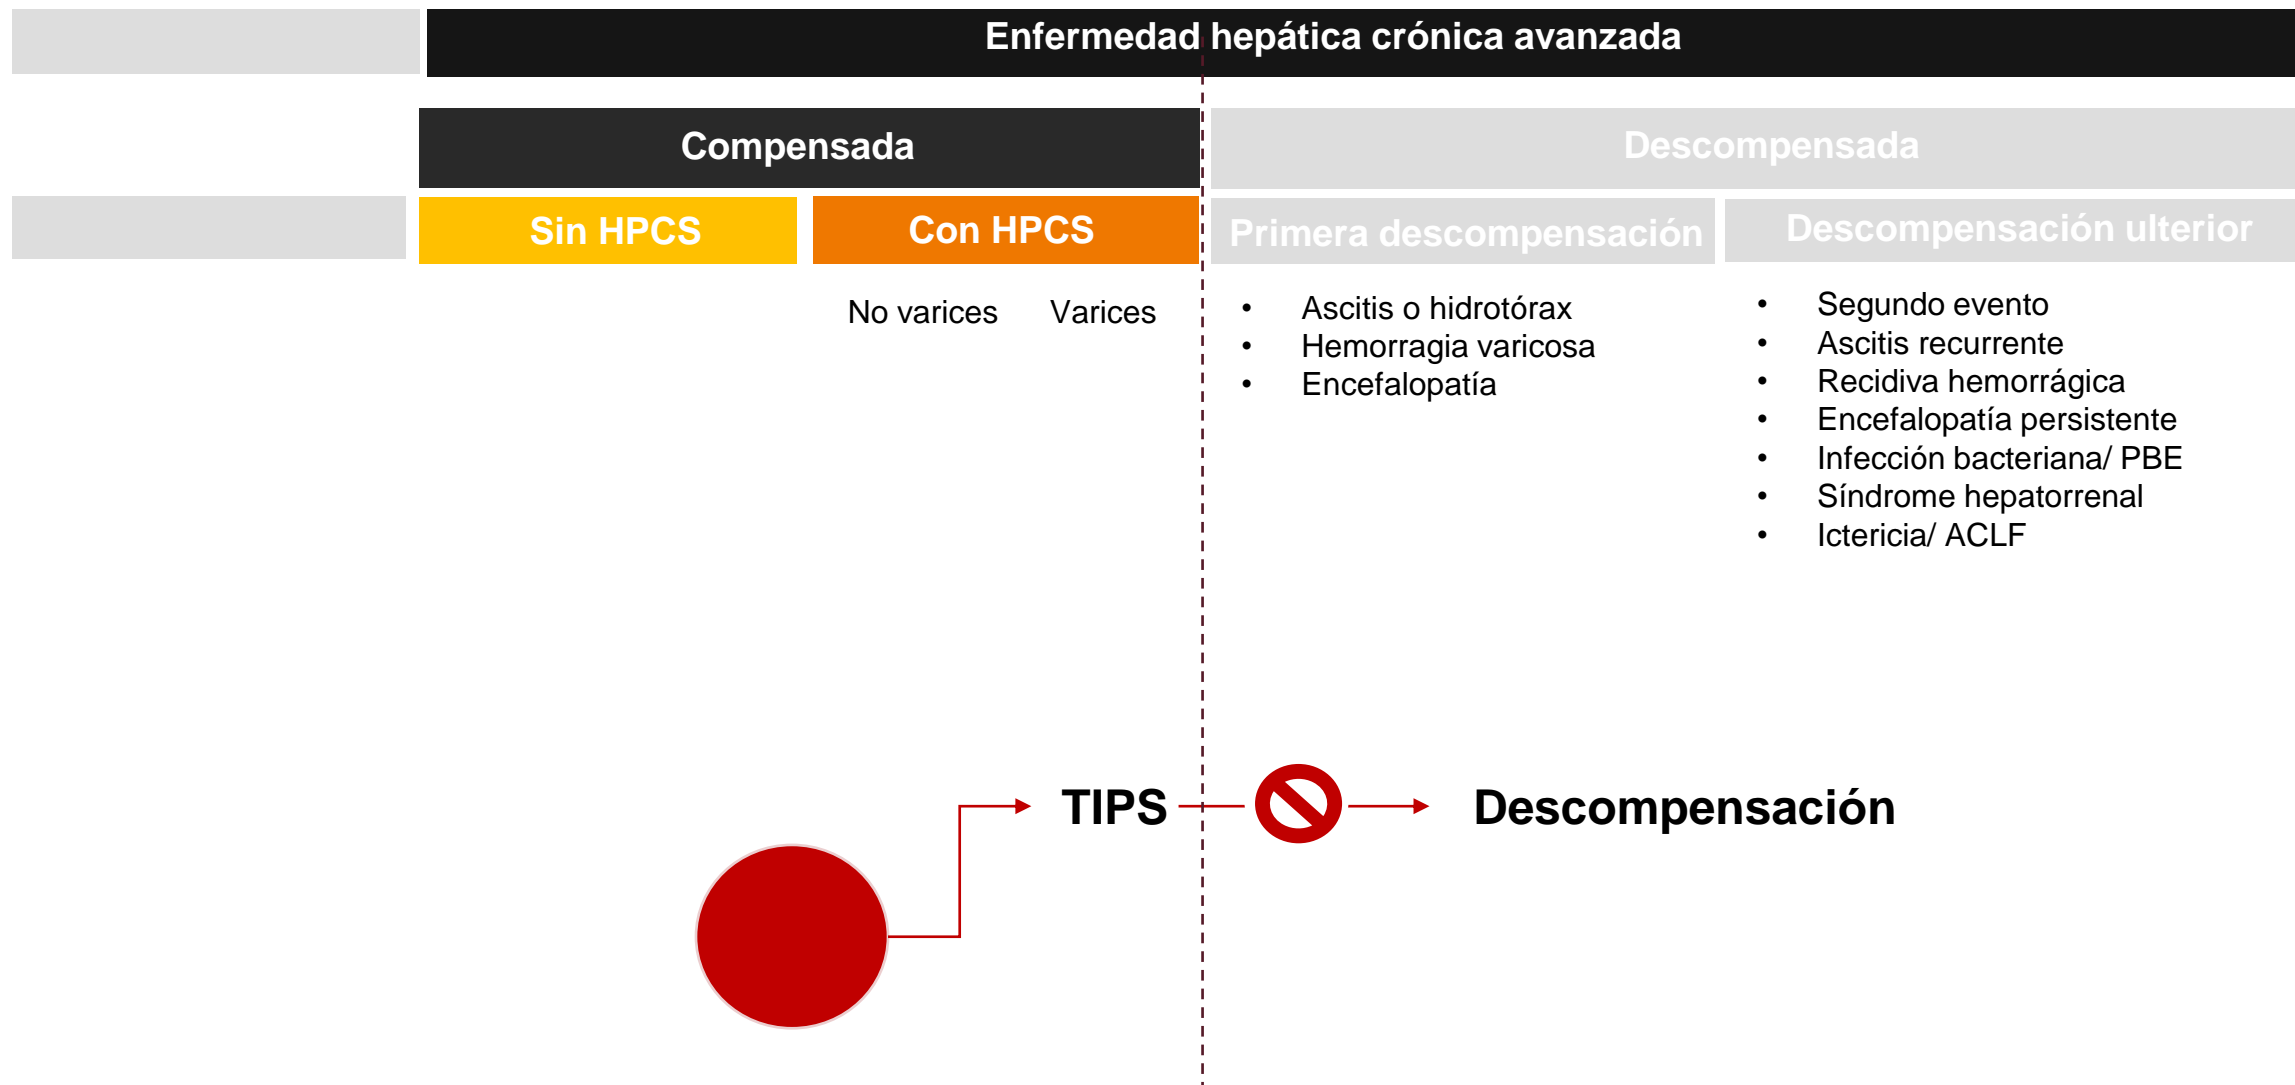 Enfermedad hepática crónica avanzada
Compensada
Descompensada
Sin HPCS
Con HPCS
Primera descompensación
Descompensación ulterior
No varices
Varices
• Ascitis o hidrotórax
• Hemorragia varicosa
• Encefalopatía
• Segundo evento
• Ascitis recurrente
• Recidiva hemorrágica
• Encefalopatía persistente
• Infección bacteriana/ PBE
• Síndrome hepatorrenal
• Ictericia/ ACLF
TIPS
Descompensación